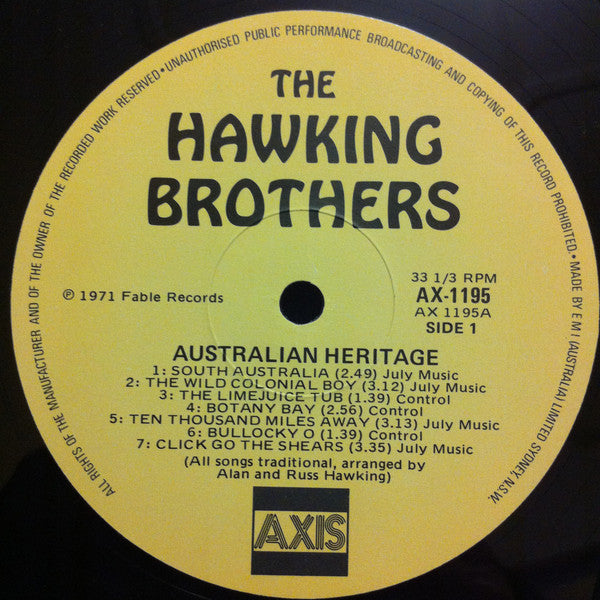 ALL RIGHTS OF THE MANUFACTURER AND OF THE OWNER OF THE RECORDED WORK RESERVED•UNAUTHORISED PUBLIC PERFORMANCE BROADCASTING AND COPYING OF THIS RECORD PROHIBITED.•MADE BY EMI (AUSTRALIA) LIMITED SYDNEY, N.S.W.
THE
HAWKING
BROTHERS
℗ 1971 Fable Records
33 1/3 RPM
AX-1195
AX 1195A
SIDE 1
AUSTRALIAN HERITAGE
1: SOUTH AUSTRALIA (2.49) July Music
2: THE WILD COLONIAL BOY (3.12) July Music
3: THE LIMEJUICE TUB (1.39) Control
4: BOTANY BAY (2.56) Control
5: TEN THOUSAND MILES AWAY (3.13) July Music
6: BULLOCKY O (1.39) Control
7: CLICK GO THE SHEARS (3.35) July Music
(All songs traditional, arranged by
Alan and Russ Hawking)
AXIS